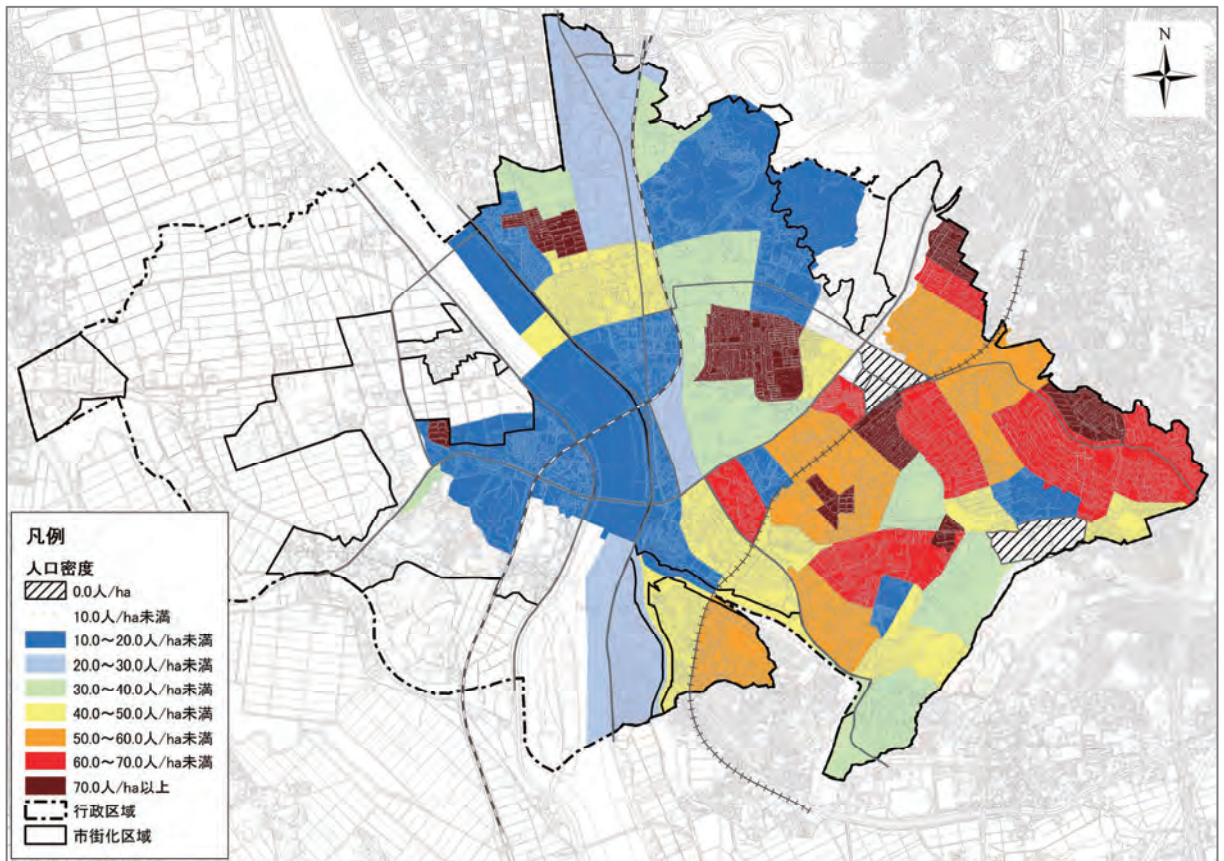 N
凡例
人口密度
0.0人/ha
10.0人/ha未満
10.0～20.0人/ha未満
20.0～30.0人/ha未満
30.0～40.0人/ha未満
40.0～50.0人/ha未満
50.0～60.0人/ha未満
60.0～70.0人/ha未満
70.0人/ha以上
行政区域
市街化区域